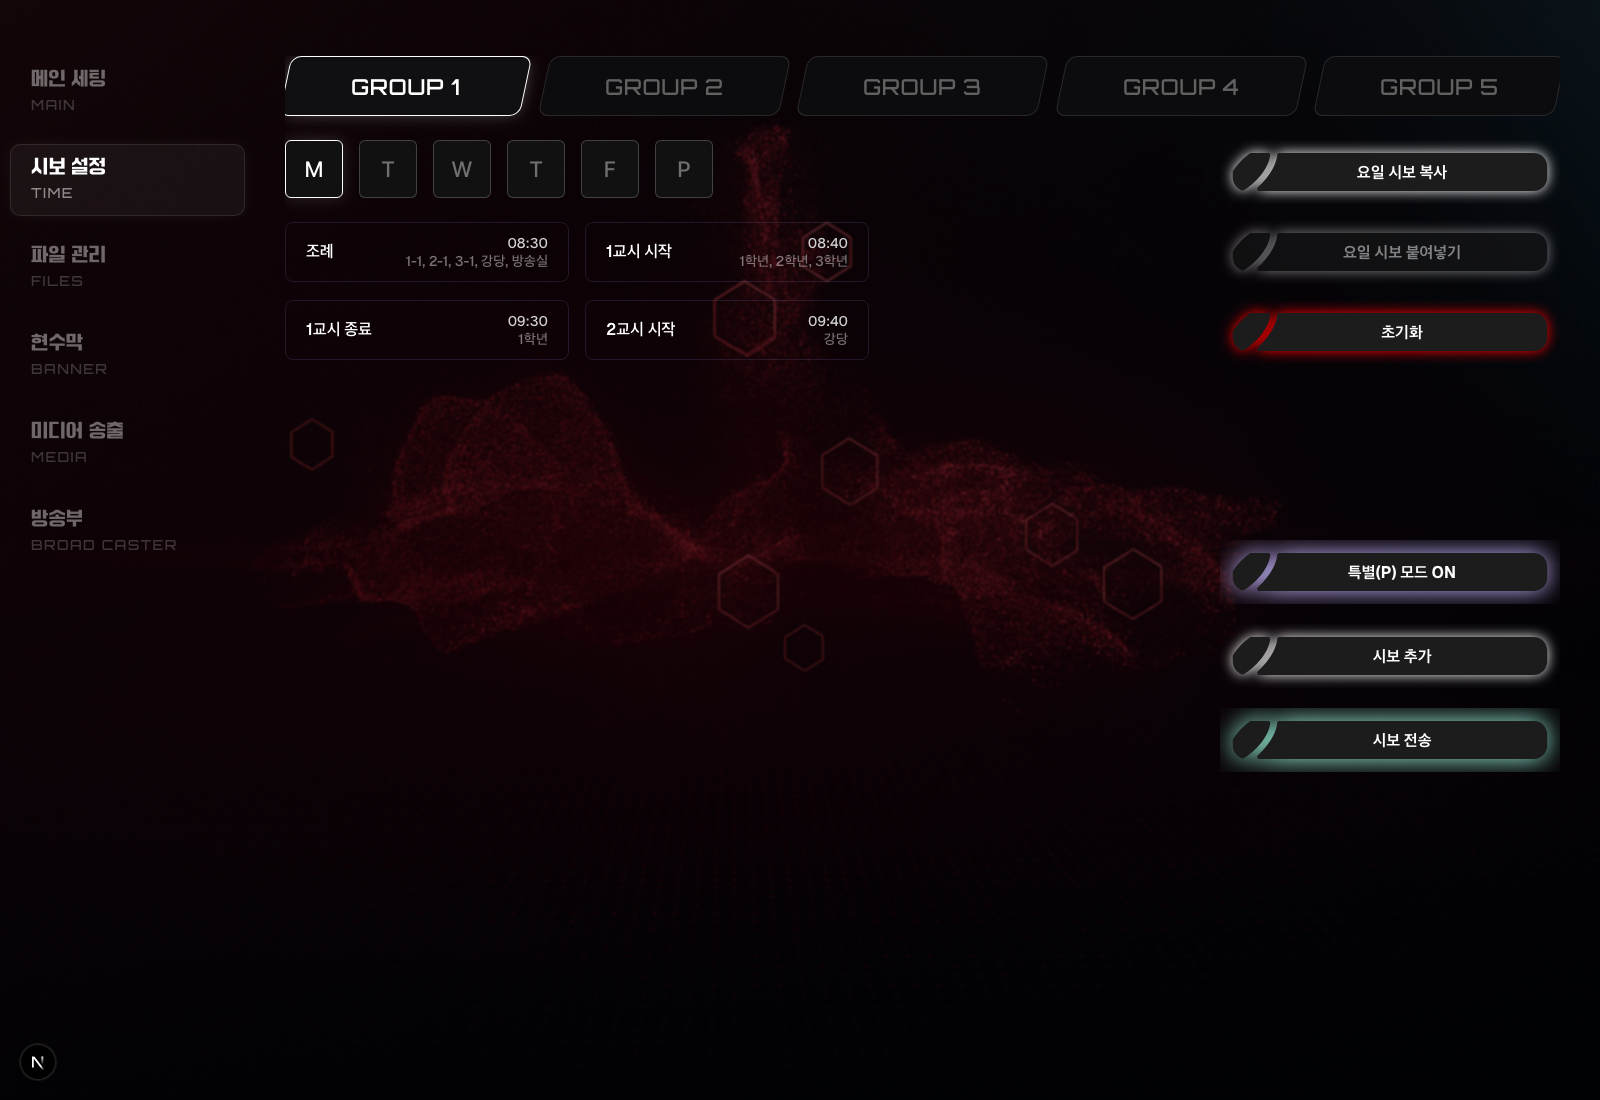 메인 세팅
MAIN
시보 설정
TIME
파일 관리
FILES
현수막
BANNER
미디어 송출
MEDIA
방송부
BROAD CASTER
GROUP 1
GROUP 2
GROUP 3
GROUP 4
GROUP 5
M
T
W
T
F
P
조례
08:30
1-1, 2-1, 3-1, 강당, 방송실
1교시 시작
08:40
1학년, 2학년, 3학년
1교시 종료
09:30
1학년
2교시 시작
09:40
강당
요일 시보 복사
요일 시보 붙여넣기
초기화
특별(P) 모드 ON
시보 추가
시보 전송
N